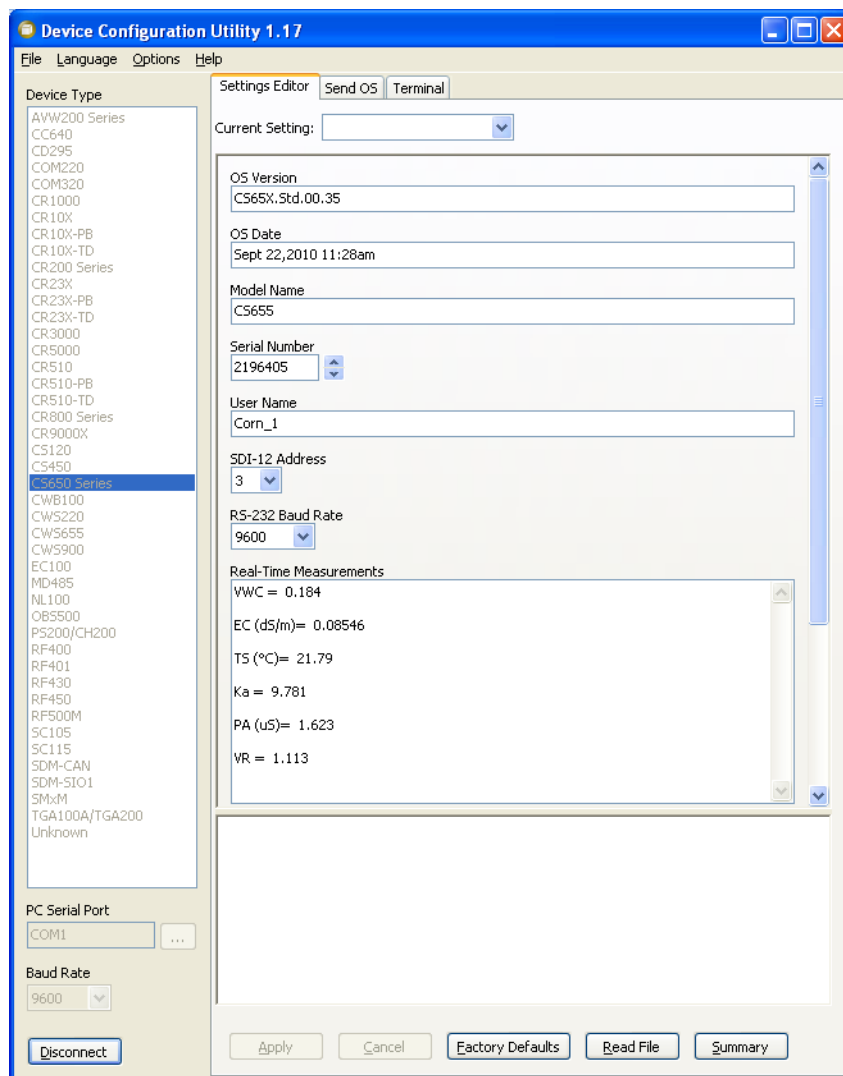 Device Configuration Utility 1.17
File Language Options Help
Device Type
AVW200 Series
CC640
CD295
COM220
COM320
CR1000
CR10X
CR10X-PB
CR10X-TD
CR200 Series
CR23X
CR23X-PB
CR23X-TD
CR3000
CR5000
CR510
CR510-PB
CR510-TD
CR800 Series
CR9000X
CS120
CS450
CS650 Series
CWB100
CWS220
CWS655
CWS900
EC100
MD485
NL100
OBS500
PS200/CH200
RF400
RF401
RF430
RF450
RF500M
SC105
SC115
SDM-CAN
SDM-SIO1
SMxM
TGA100A/TGA200
Unknown
PC Serial Port
COM1
...
Baud Rate
9600
Disconnect
Settings Editor Send OS Terminal
Current Setting:
OS Version
CS65X.Std.00.35
OS Date
Sept 22,2010 11:28am
Model Name
CS655
Serial Number
2196405
User Name
Corn_1
SDI-12 Address
3
RS-232 Baud Rate
9600
Real-Time Measurements
VWC = 0.184
EC (dS/m)= 0.08546
TS (°C)= 21.79
Ka = 9.781
PA (uS)= 1.623
VR = 1.113
Apply Cancel Factory Defaults Read File Summary